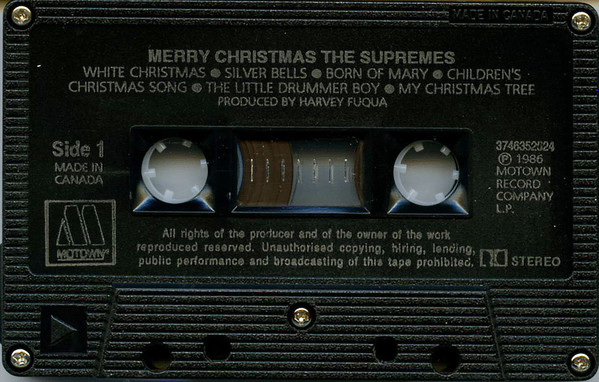 MADE IN CANADA
MERRY CHRISTMAS THE SUPREMES
WHITE CHRISTMAS ● SILVER BELLS ● BORN OF MARY ● CHILDREN'S
CHRISTMAS SONG ● THE LITTLE DRUMMER BOY ● MY CHRISTMAS TREE
PRODUCED BY HARVEY FUQUA
Side 1
MADE IN
CANADA
3746352524
℗ 1986
MOTOWN
RECORD
COMPANY
L.P.
MOTOWN®
All rights of the producer and of the owner of the work
reproduced reserved. Unauthorised copying, hiring, lending,
public performance and broadcasting of this tape prohibited.
STEREO